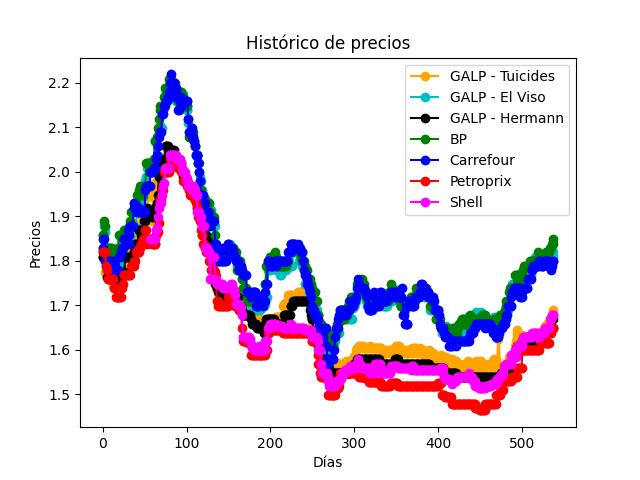 Histórico de precios
GALP - Tuicides
GALP - El Viso
GALP - Hermann
BP
Carrefour
Petroprix
Shell
Precios
2.2
2.1
2.0
1.9
1.8
1.7
1.6
1.5
0 100 200 300 400 500
Días